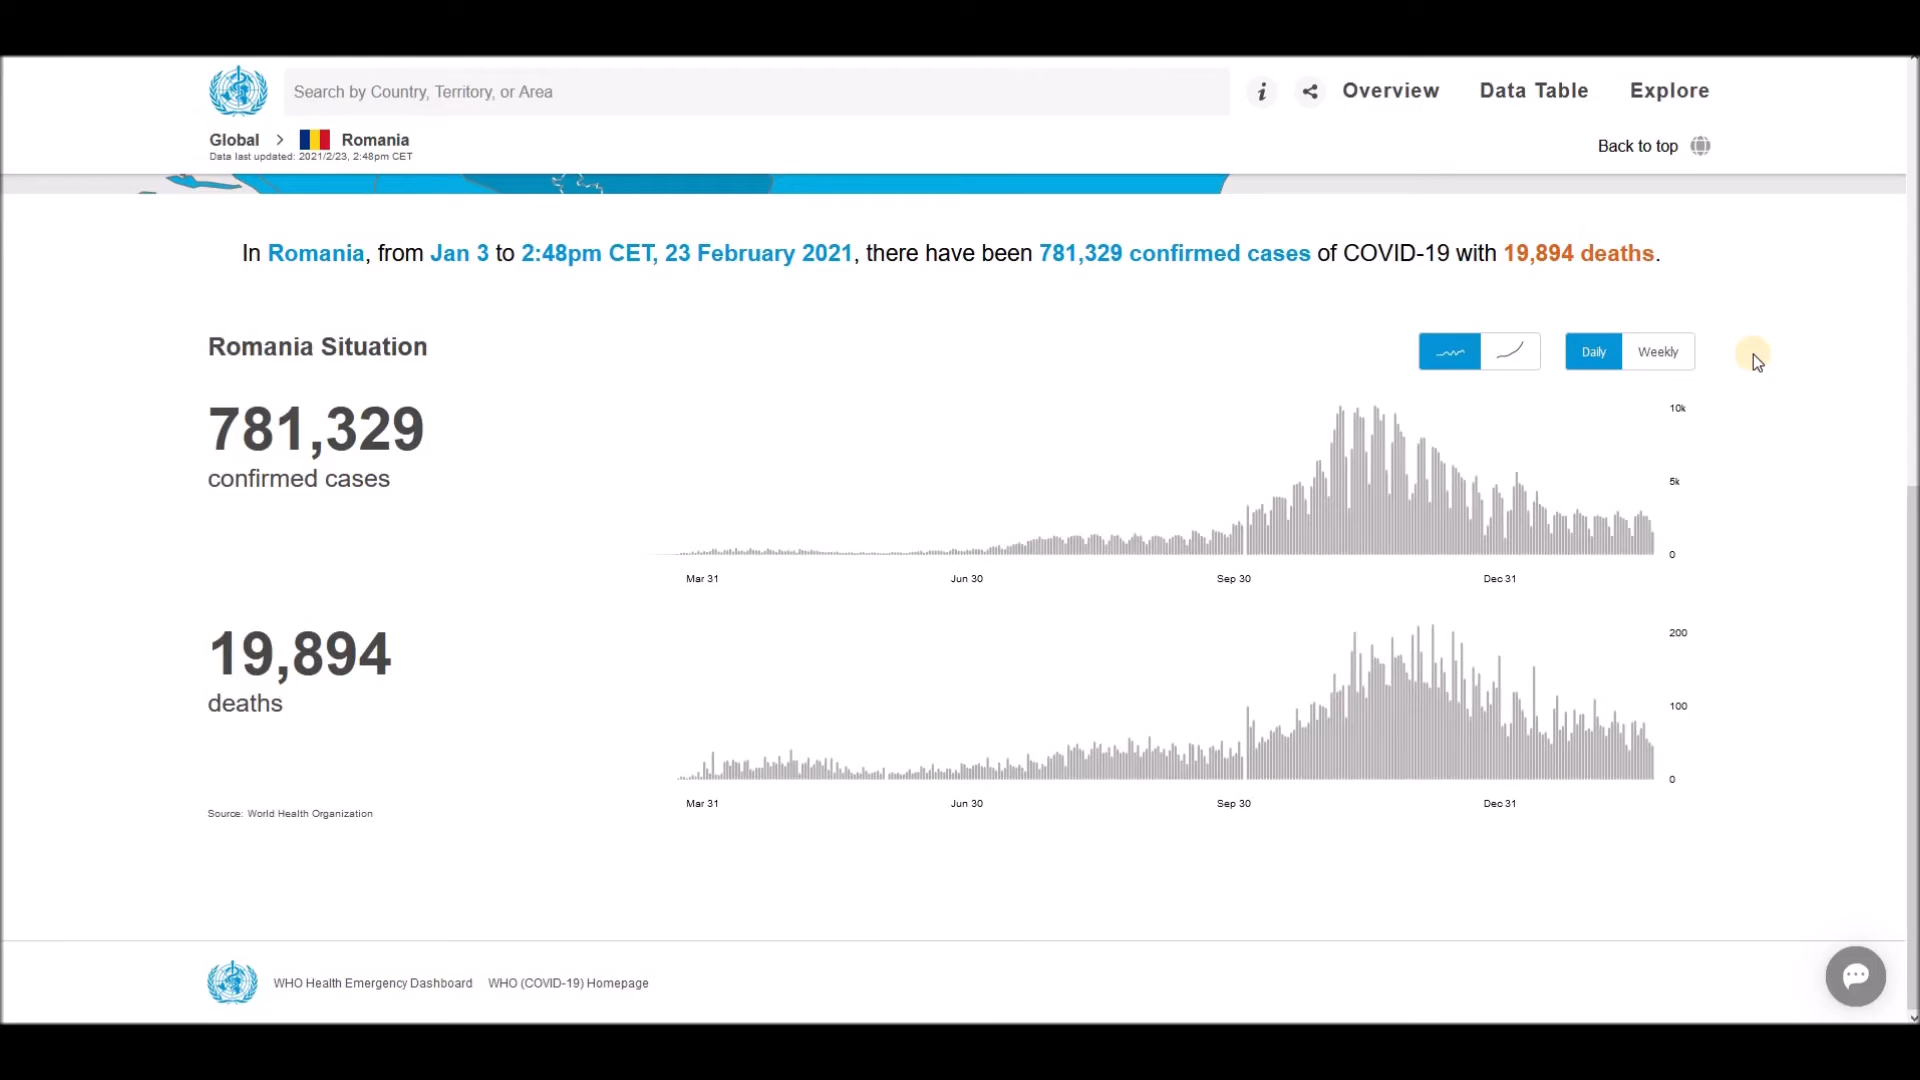 Search by Country, Territory, or Area
i
Overview
Data Table
Explore
Global > Romania
Data last updated: 2021/2/23, 2:48pm CET
Back to top
In Romania, from Jan 3 to 2:48pm CET, 23 February 2021, there have been 781,329 confirmed cases of COVID-19 with 19,894 deaths.
Romania Situation
Daily
Weekly
781,329
confirmed cases
10k
5k
0
Mar 31
Jun 30
Sep 30
Dec 31
19,894
deaths
200
100
0
Mar 31
Jun 30
Sep 30
Dec 31
Source: World Health Organization
WHO Health Emergency Dashboard
WHO (COVID-19) Homepage